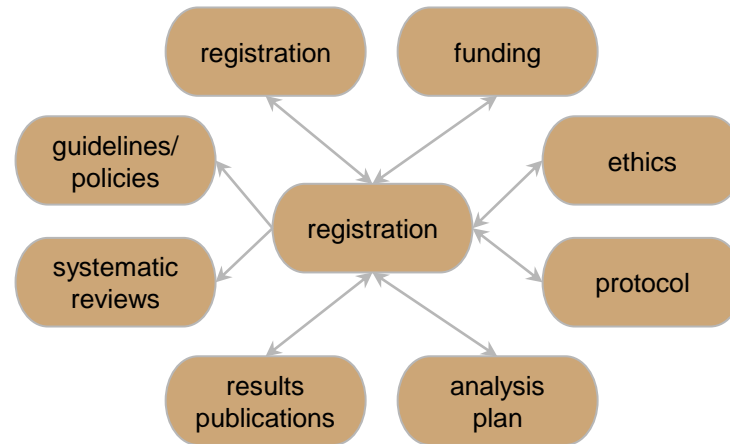 registration
funding
guidelines/
policies
ethics
registration
systematic
reviews
protocol
results
publications
analysis
plan